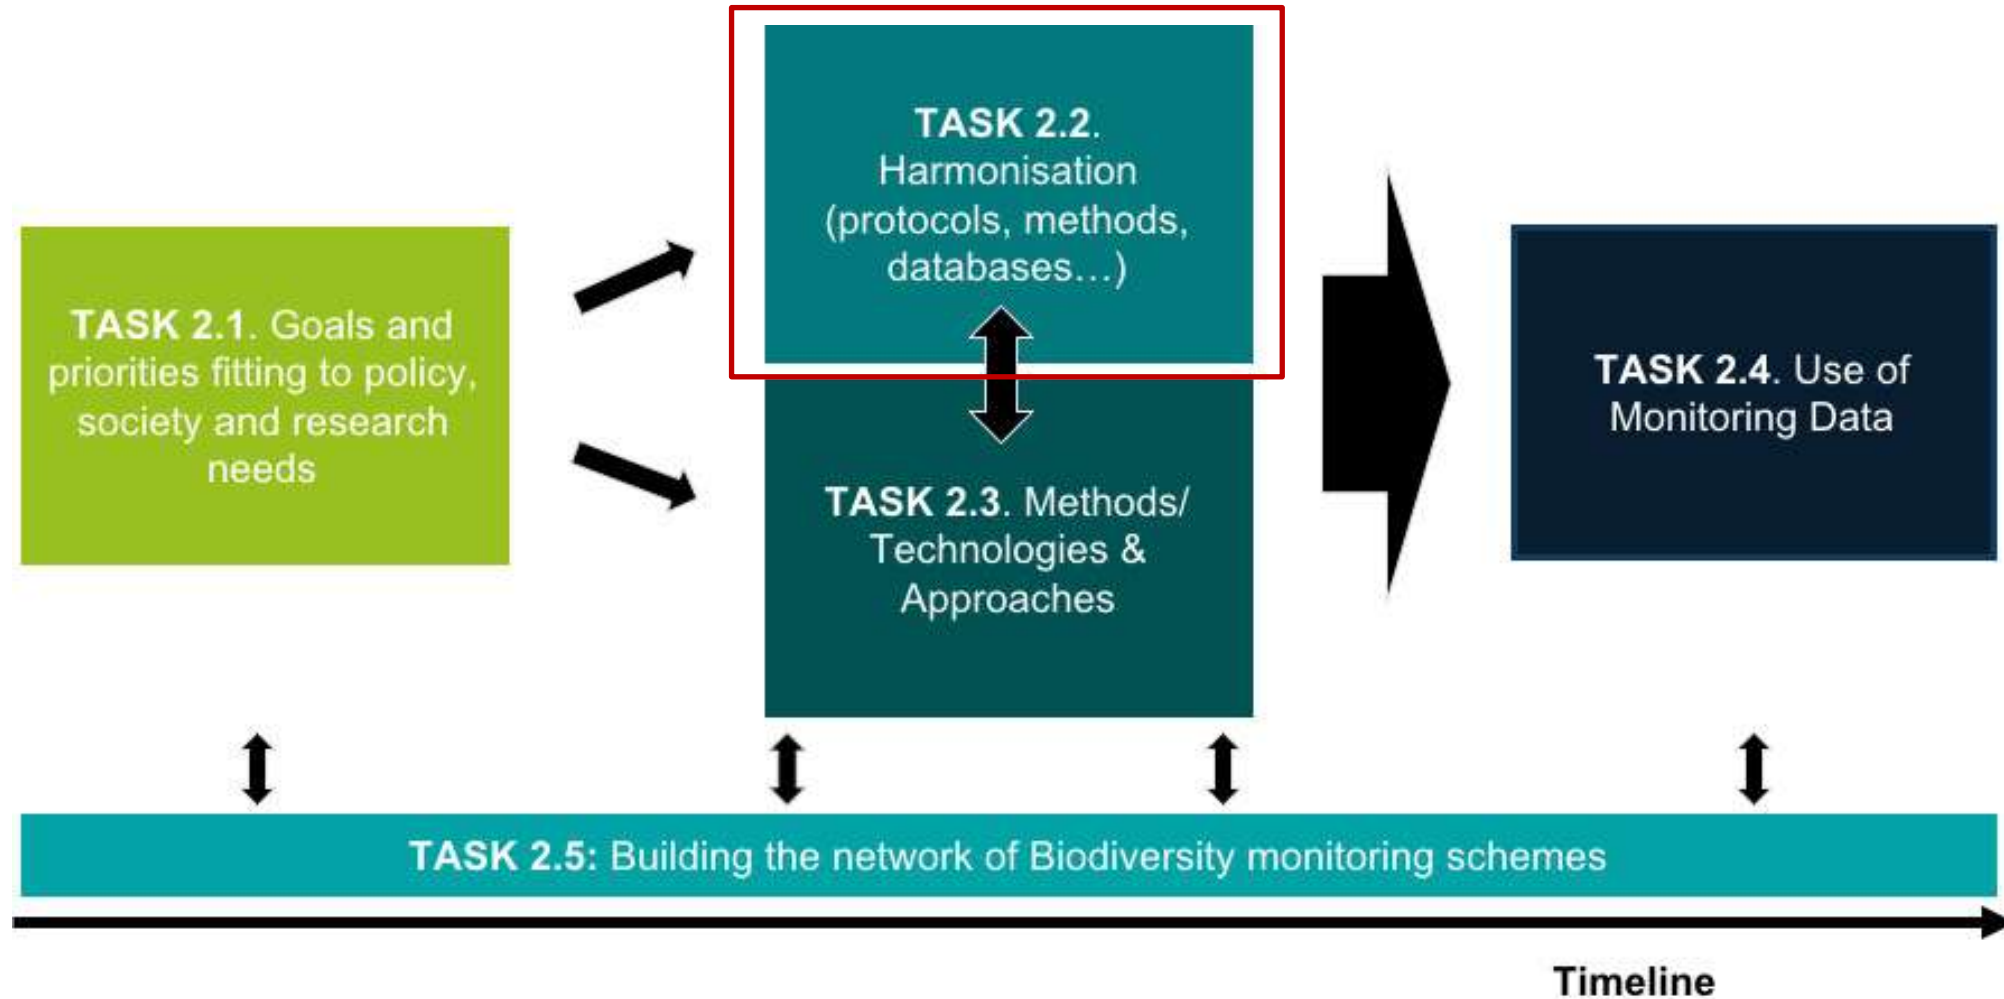 TASK 2.1. Goals and
priorities fitting to policy,
society and research
needs
TASK 2.2.
Harmonisation
(protocols, methods,
databases…)
TASK 2.3. Methods/
Technologies &
Approaches
TASK 2.4. Use of
Monitoring Data
TASK 2.5: Building the network of Biodiversity monitoring schemes
Timeline